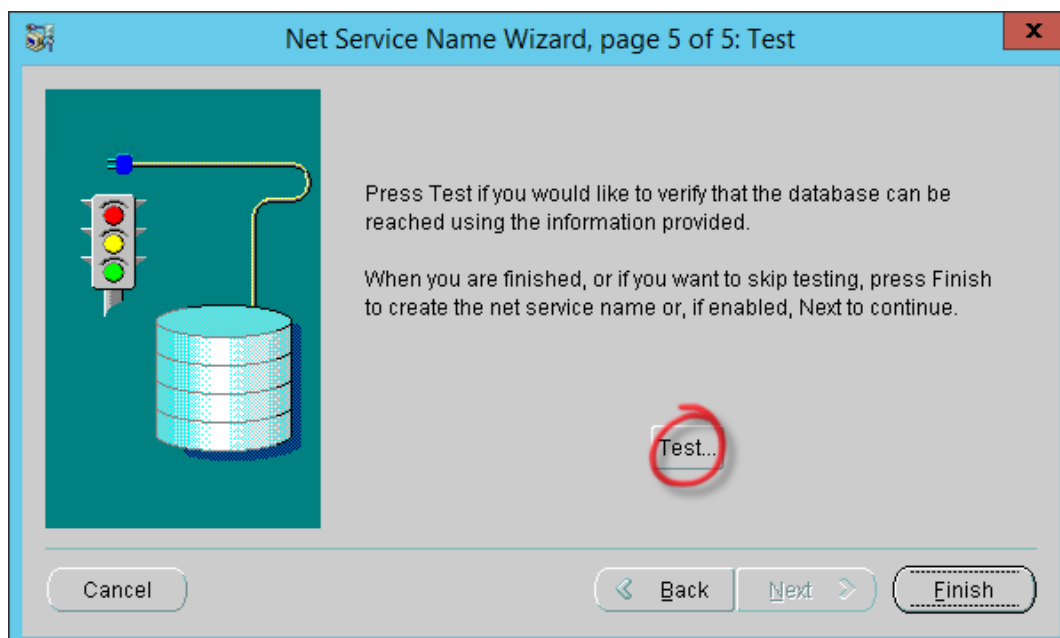 Net Service Name Wizard, page 5 of 5: Test
x
Press Test if you would like to verify that the database can be
reached using the information provided.
When you are finished, or if you want to skip testing, press Finish
to create the net service name or, if enabled, Next to continue.
Test...
Cancel
Back
Next
Finish